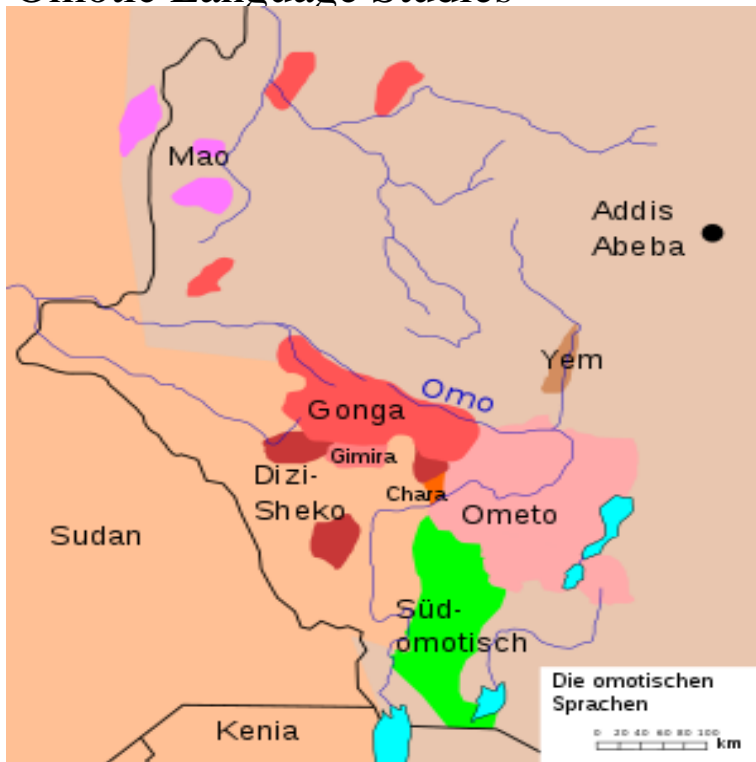 Omotic Language Studies
Mao
Addis
Abeba
Yem
Omo
Gonga
Gimira
Dizi-
Sheko
Chara
Ometo
Sudan
Süd-
omotisch
Kenia
Die omotischen
Sprachen
0 20 40 60 80 100
km